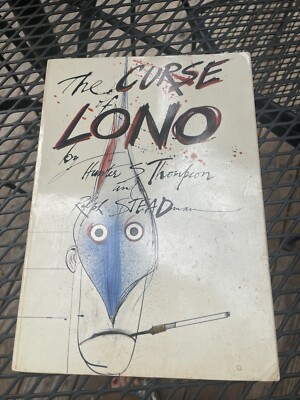 The CURSE
of
LONO
by Hunter S Thompson
and
Ralph STEADman